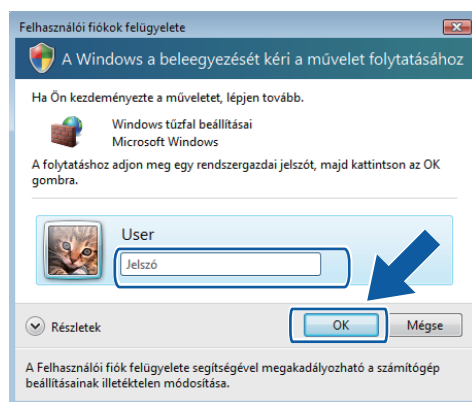 Felhasználói fiókok felügyelete
A Windows a beleegyezését kéri a művelet folytatásához
Ha Ön kezdeményezte a műveletet, lépjen tovább.
Windows tűzfal beállításai
Microsoft Windows
A folytatáshoz adjon meg egy rendszergazdai jelszót, majd kattintson az OK
gombra.
User
Jelszó
Részletek
OK
Mégse
A Felhasználói fiók felügyelete segítségével megakadályozható a számítógép
beállításainak illetéktelen módosítása.